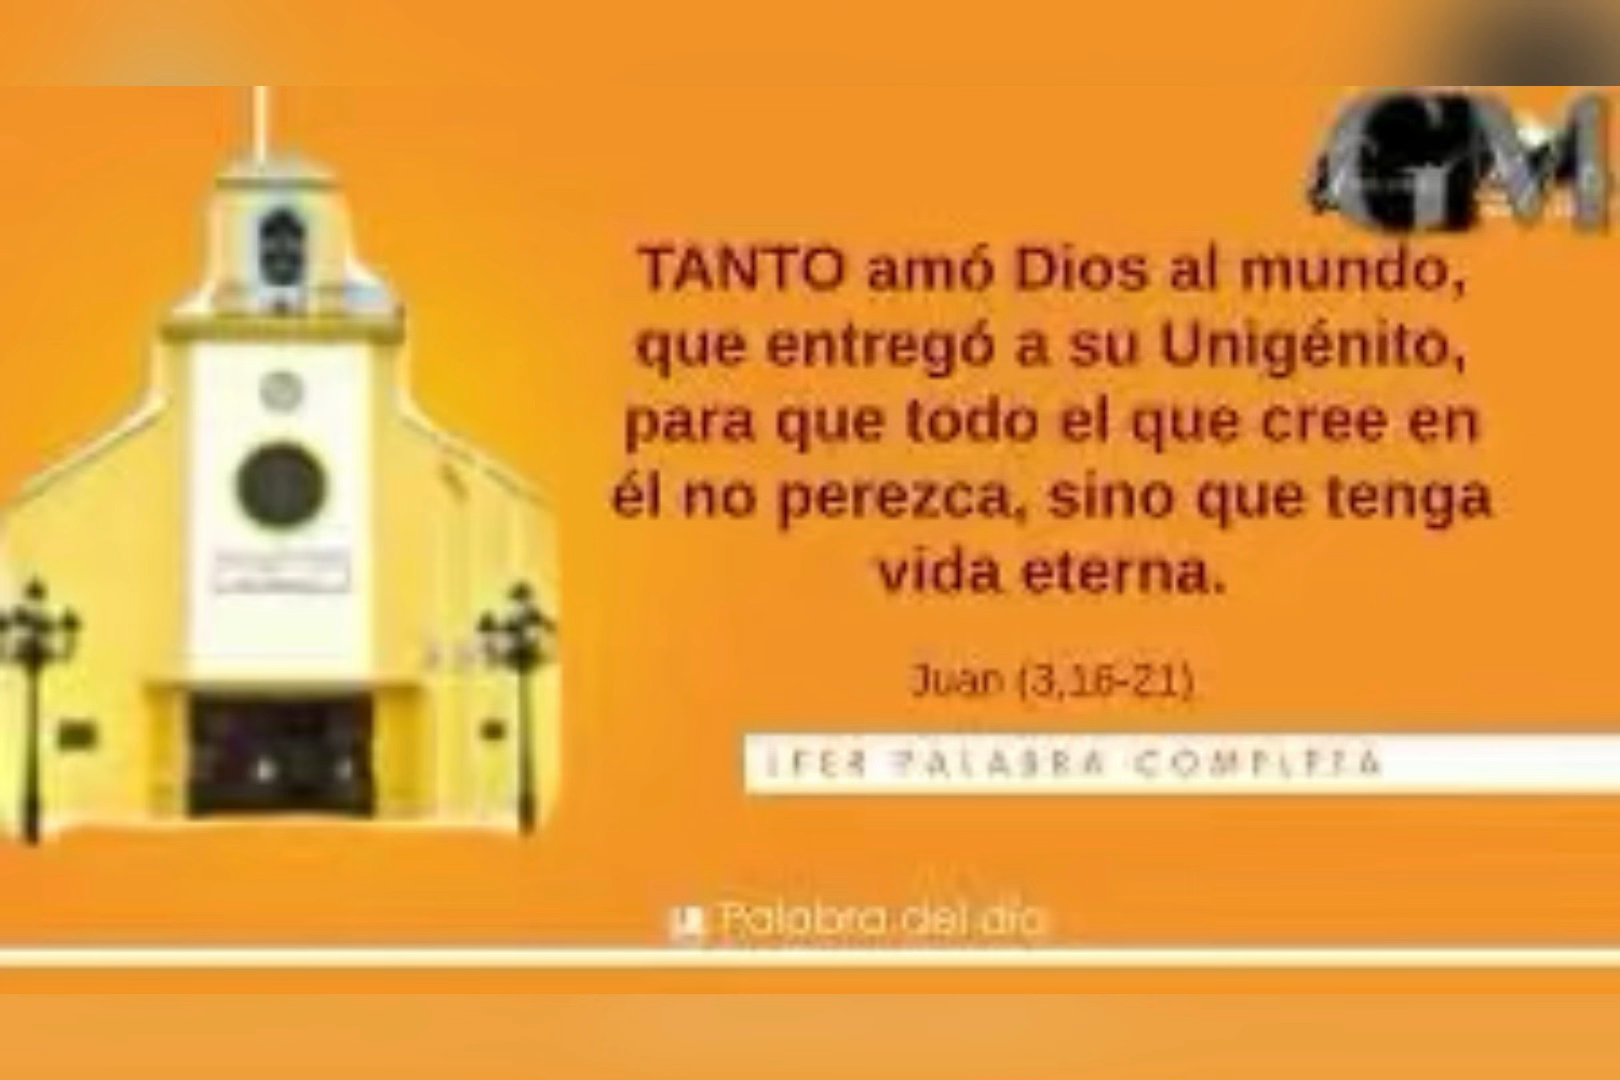 GM
TANTO amó Dios al mundo,
que entregó a su Unigénito,
para que todo el que cree en
él no perezca, sino que tenga
vida eterna.
Juan (3,16-21)
LEER PALABRA COMPLETA
Palabra del día